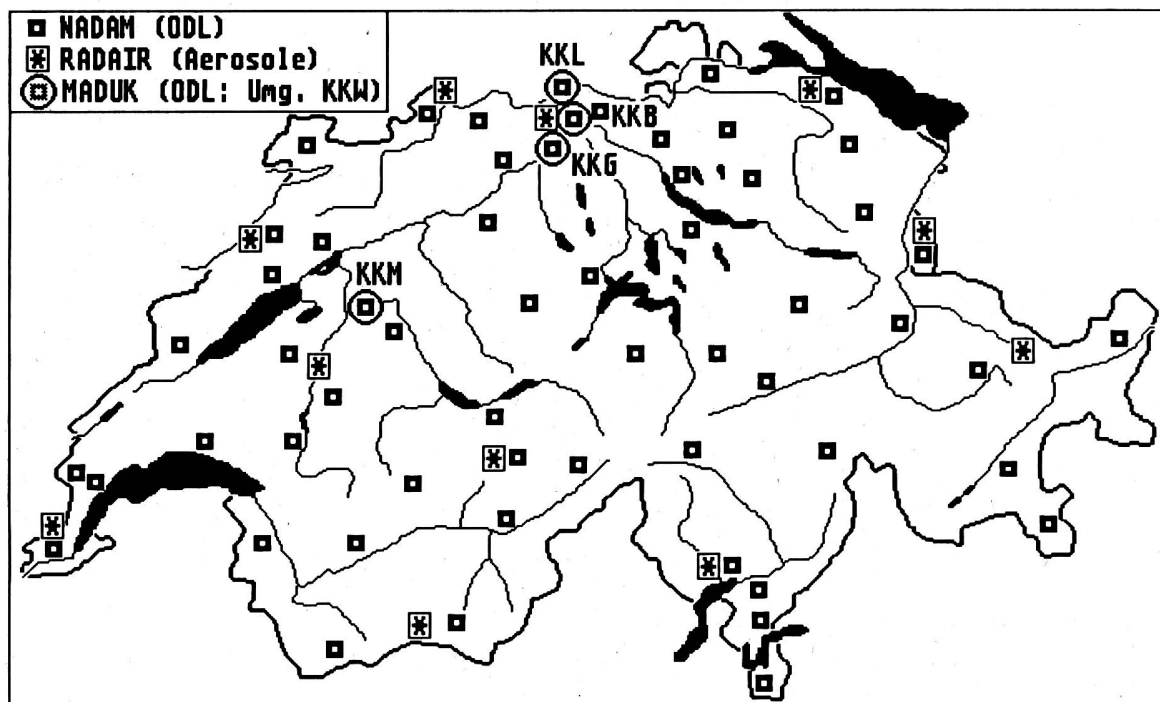 NADAM (ODL)
RADAIR (Aerosole)
MADUK (ODL: Umg. KKW)
KKL
KKB
KKG
KKM